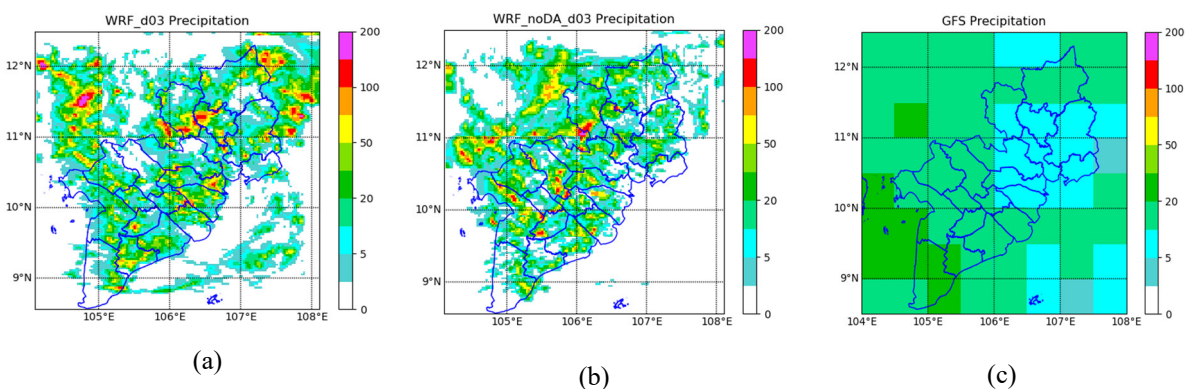 WRF_d03 Precipitation
12°N
11°N
10°N
9°N
105°E 106°E 107°E 108°E
200
100
50
20
5
0
(a)
WRF_noDA_d03 Precipitation
12°N
11°N
10°N
9°N
105°E 106°E 107°E 108°E
200
100
50
20
5
0
(b)
GFS Precipitation
12°N
11°N
10°N
9°N
104°E 105°E 106°E 107°E 108°E
200
100
50
20
5
0
(c)